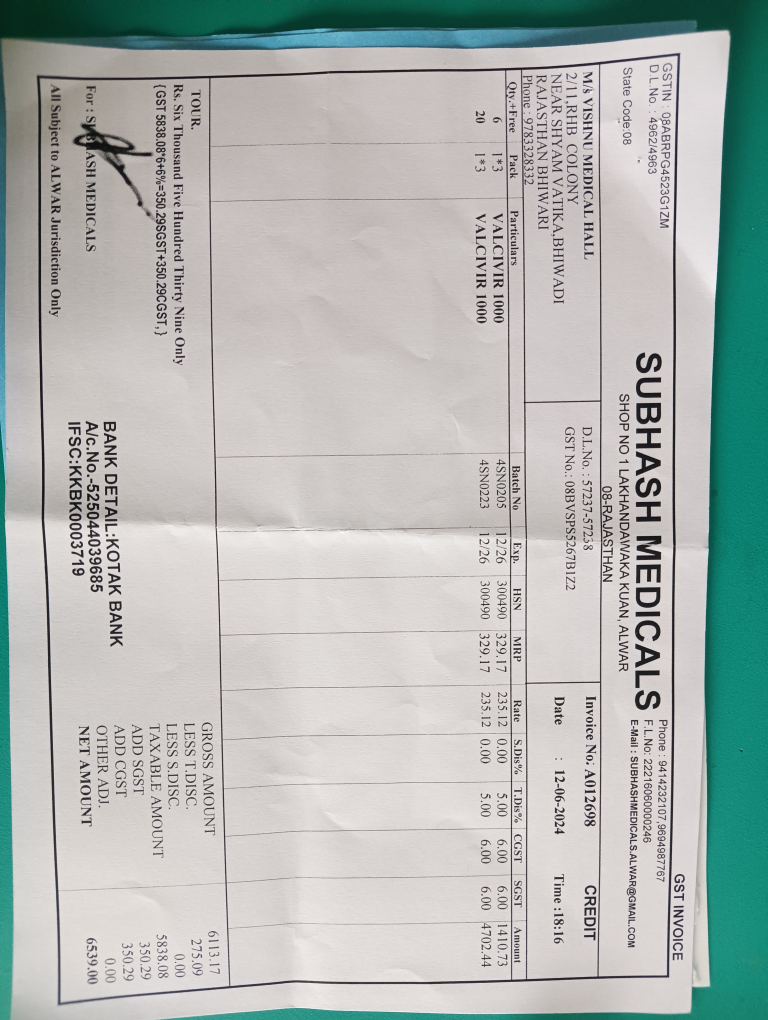 GST INVOICE
GSTIN : 08ABRPG4523G1ZM
D.L No. : 4962/4963
State Code:08
SUBHASH MEDICALS
SHOP NO 1 LAKHANDAWAKA KUAN, ALWAR
08-RAJASTHAN
Phone : 9414232107,9694987767
F.L.No: 22216060000246
E-Mail : SUBHASHMEDICALS.ALWAR@GMAIL.COM
M/s VISHNU MEDICAL HALL
2/11,RHB COLONY
NEAR SHYAM VATIKA,BHIWADI
RAJASTHAN BHIWARI
Phone : 9783328332
D.L.No. : 57237-57238
GST No.: 08BVSPS5267B1Z2
Invoice No: A012698 CREDIT
Date : 12-06-2024 Time :18:16
Qty.+Free Pack Particulars Batch No Exp. HSN MRP Rate S.Dis% T.Dis% CGST SGST Amount
6 1*3 VALCIVIR 1000 4SN0205 12/26 300490 329.17 235.12 0.00 5.00 6.00 6.00 1410.73
20 1*3 VALCIVIR 1000 4SN0223 12/26 300490 329.17 235.12 0.00 5.00 6.00 6.00 4702.44
TOUR.
Rs. Six Thousand Five Hundred Thirty Nine Only
{GST 5838.08*6+6%=350.29SGST+350.29CGST,}
For : SUBHASH MEDICALS
All Subject to ALWAR Jurisdiction Only
BANK DETAIL:KOTAK BANK
A/c.No.-525044039685
IFSC:KKBK0003719
GROSS AMOUNT 6113.17
LESS T.DISC. 275.09
LESS S.DISC. 0.00
TAXABLE AMOUNT 5838.08
ADD SGST 350.29
ADD CGST 350.29
OTHER ADJ. 0.00
NET AMOUNT 6539.00